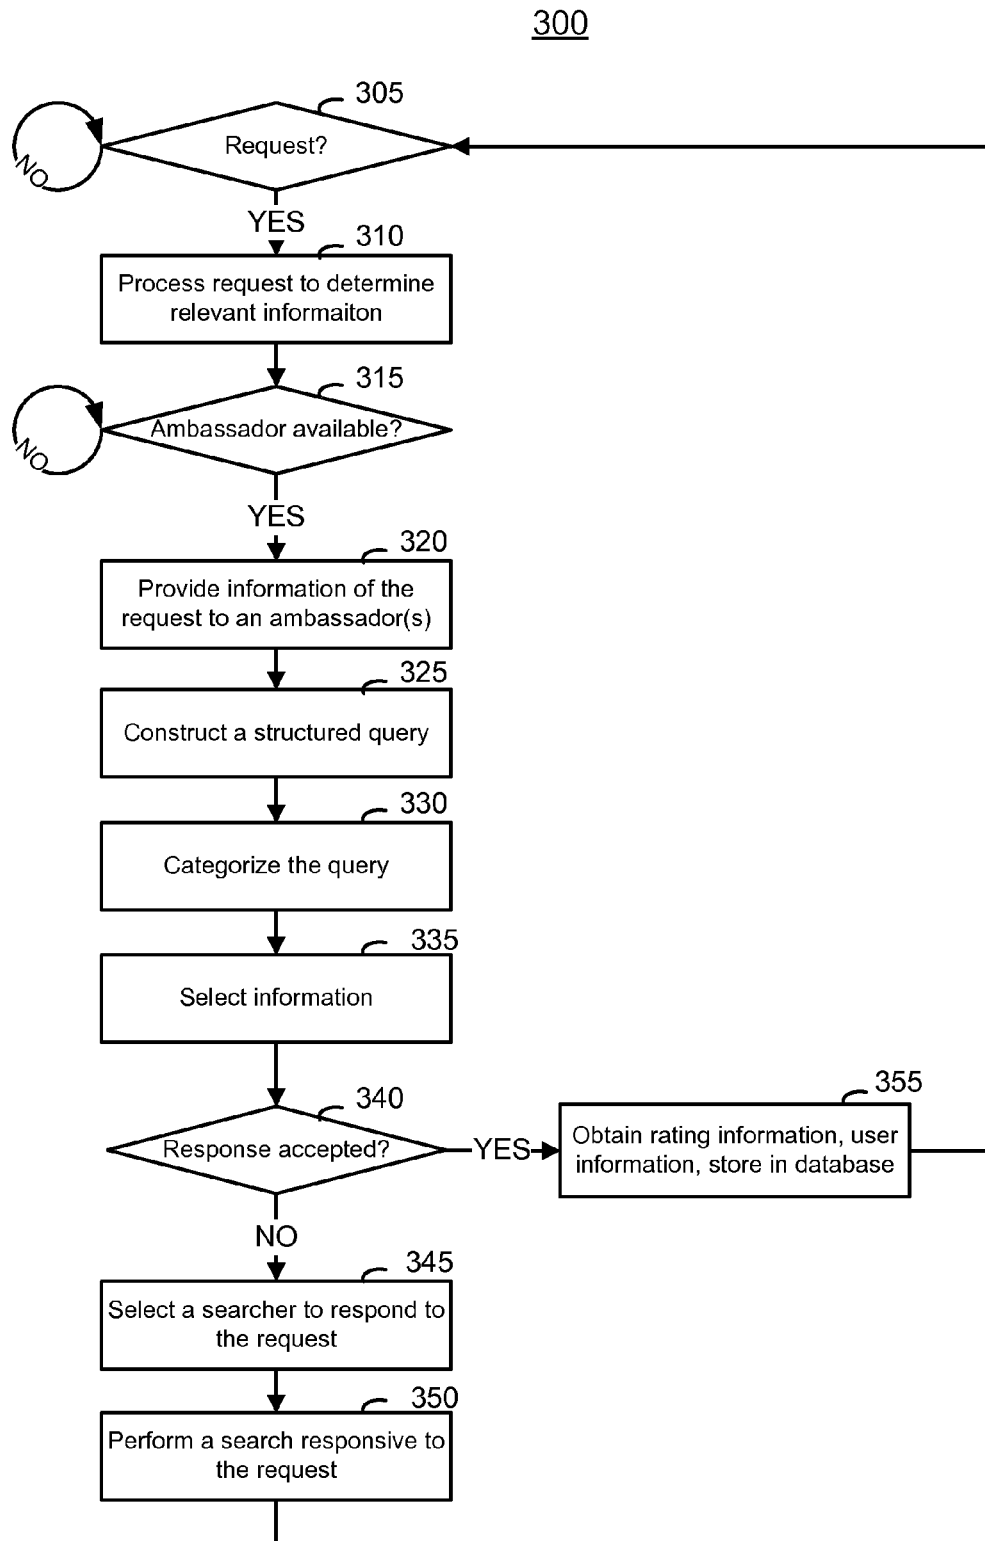 300
305
Request?
NO
YES
310
Process request to determine
relevant informaiton
315
Ambassador available?
NO
YES
320
Provide information of the
request to an ambassador(s)
325
Construct a structured query
330
Categorize the query
335
Select information
340
Response accepted?
YES
355
Obtain rating information, user
information, store in database
NO
345
Select a searcher to respond to
the request
350
Perform a search responsive to
the request